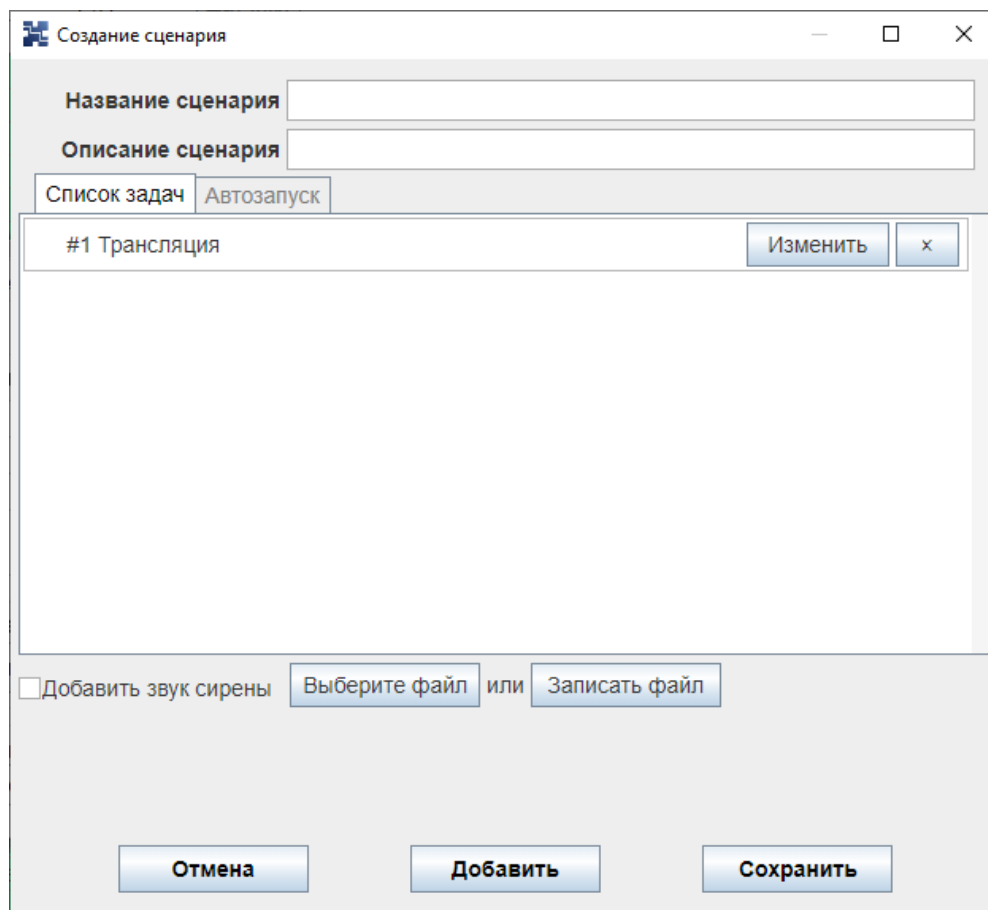 Создание сценария
Название сценария
Описание сценария
Список задач Автозапуск
#1 Трансляция Изменить x
Добавить звук сирены Выберите файл или Записать файл
Отмена Добавить Сохранить